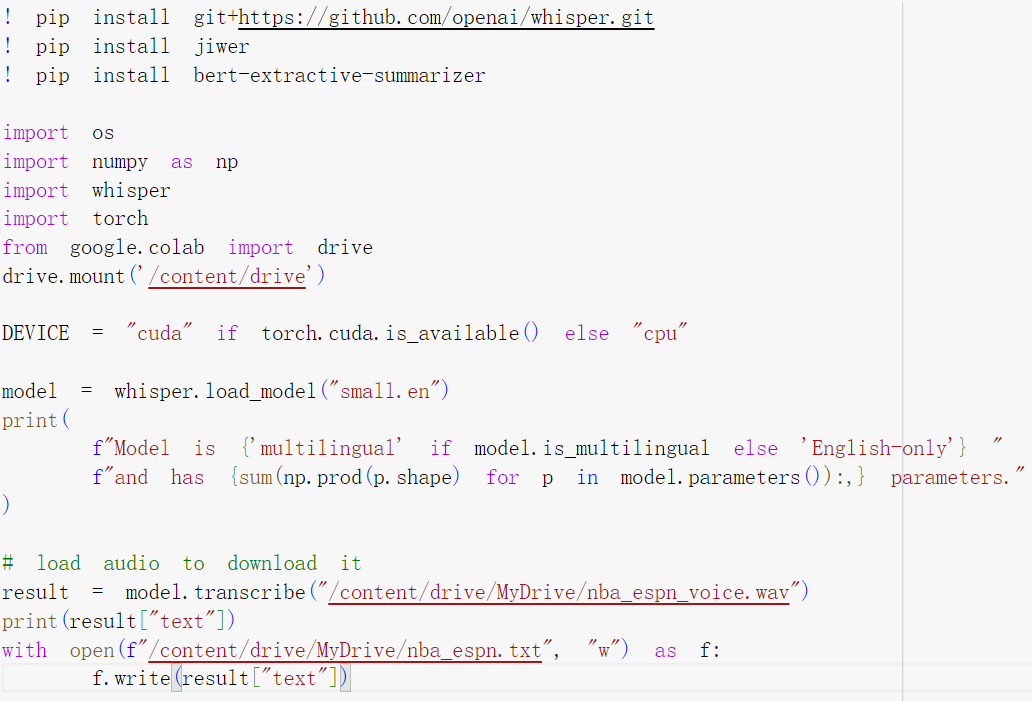 ! pip install git+https://github.com/openai/whisper.git
! pip install jiwer
! pip install bert-extractive-summarizer
import os
import numpy as np
import whisper
import torch
from google.colab import drive
drive.mount('/content/drive')
DEVICE = "cuda" if torch.cuda.is_available() else "cpu"
model = whisper.load_model("small.en")
print(
    f"Model is {'multilingual' if model.is_multilingual else 'English-only'} "
    f"and has {sum(np.prod(p.shape) for p in model.parameters()):,} parameters."
)
# load audio to download it
result = model.transcribe("/content/drive/MyDrive/nba_espn_voice.wav")
print(result["text"])
with open(f"/content/drive/MyDrive/nba_espn.txt", "w") as f:
    f.write(result["text"])